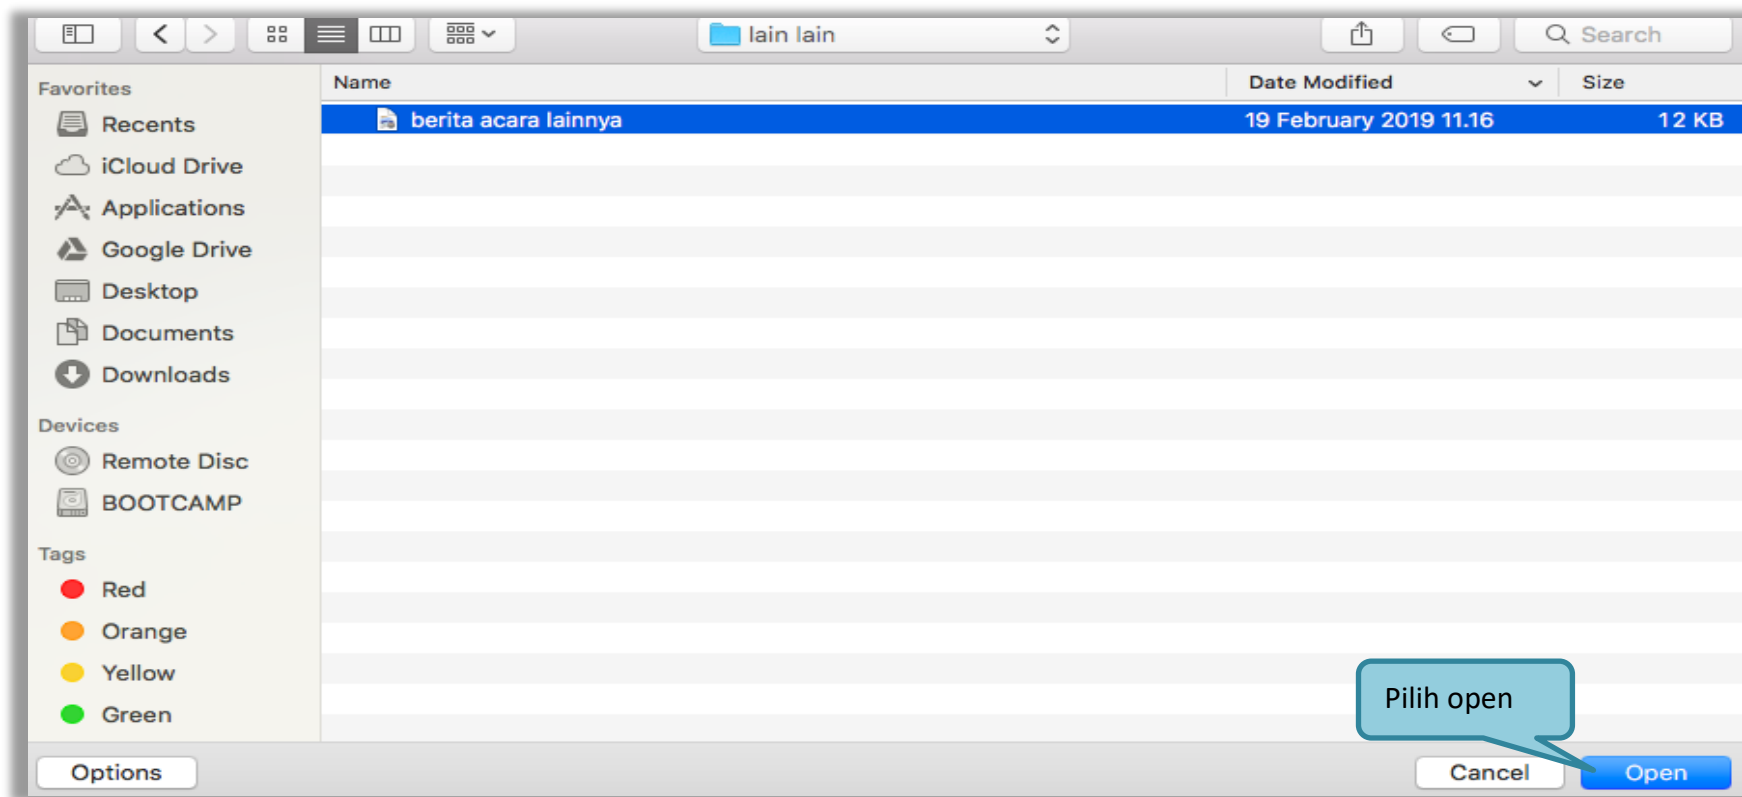 lain lain
Search
Favorites
Name
Date Modified
Size
Recents
berita acara lainnya
19 February 2019 11.16
12 KB
iCloud Drive
Applications
Google Drive
Desktop
Documents
Downloads
Devices
Remote Disc
BOOTCAMP
Tags
Red
Orange
Yellow
Green
Pilih open
Options
Cancel
Open